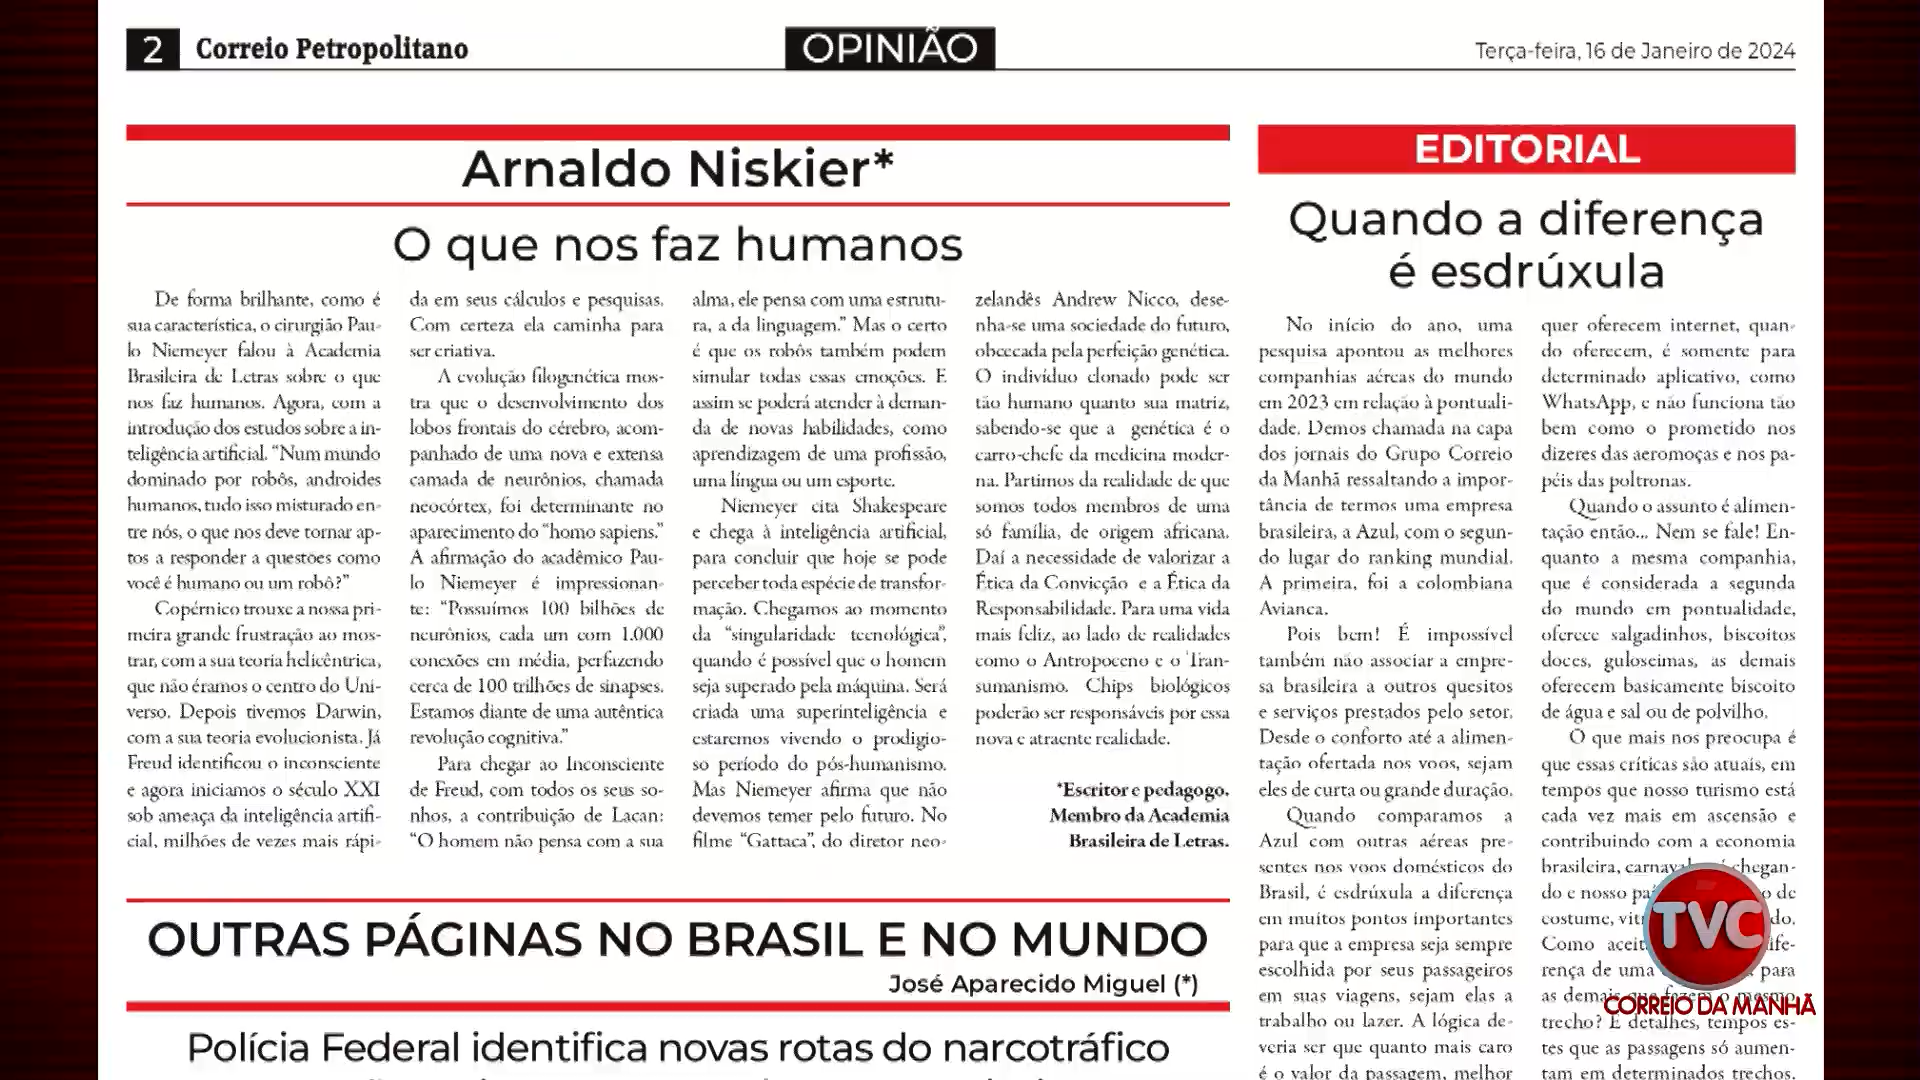 2 Correio Petropolitano
OPINIÃO
Terça-feira, 16 de Janeiro de 2024
Arnaldo Niskier*
O que nos faz humanos
De forma brilhante, como é
sua característica, o cirurgião Pau-
lo Niemeyer falou à Academia
Brasileira de Letras sobre o que
nos faz humanos. Agora, com a
introdução dos estudos sobre a in-
teligência artificial. “Num mundo
dominado por robôs, androides
humanos, tudo isso misturado en-
tre nós, o que nos deve tornar ap-
tos a responder a questões como
você é humano ou um robô?”
Copérnico trouxe a nossa pri-
meira grande frustração ao mos-
trar, com a sua teoria helicêntrica,
que não éramos o centro do Uni-
verso. Depois tivemos Darwin,
com a sua teoria evolucionista. Já
Freud identificou o inconsciente
e agora iniciamos o século XXI
sob ameaça da inteligência artifi-
cial, milhões de vezes mais rápi-
da em seus cálculos e pesquisas.
Com certeza ela caminha para
ser criativa.
A evolução filogenética mos-
tra que o desenvolvimento dos
lobos frontais do cérebro, acom-
panhado de uma nova e extensa
camada de neurônios, chamada
neocórtex, foi determinante no
aparecimento do “homo sapiens.”
A afirmação do acadêmico Pau-
lo Niemeyer é impressionan-
te: “Possuímos 100 bilhões de
neurônios, cada um com 1.000
conexões em média, perfazendo
cerca de 100 trilhões de sinapses.
Estamos diante de uma autêntica
revolução cognitiva.”
Para chegar ao Inconsciente
de Freud, com todos os seus so-
nhos, a contribuição de Lacan:
“O homem não pensa com a sua
alma, ele pensa com uma estrutu-
ra, a da linguagem.” Mas o certo
é que os robôs também podem
simular todas essas emoções. E
assim se poderá atender à deman-
da de novas habilidades, como
aprendizagem de uma profissão,
uma língua ou um esporte.
Niemeyer cita Shakespeare
e chega à inteligência artificial,
para concluir que hoje se pode
perceber toda espécie de transfor-
mação. Chegamos ao momento
da “singularidade tecnológica”,
quando é possível que o homem
seja superado pela máquina. Será
criada uma superinteligência e
estaremos vivendo o prodigio-
so período do pós-humanismo.
Mas Niemeyer afirma que não
devemos temer pelo futuro. No
filme “Gattaca”, do diretor neo-
zelandês Andrew Nicco, dese-
nha-se uma sociedade do futuro,
obcecada pela perfeição genética.
O indivíduo clonado pode ser
tão humano quanto sua matriz,
sabendo-se que a genética é o
carro-chefe da medicina moder-
na. Partimos da realidade de que
somos todos membros de uma
só família, de origem africana.
Daí a necessidade de valorizar a
Ética da Convicção e a Ética da
Responsabilidade. Para uma vida
mais feliz, ao lado de realidades
como o Antropoceno e o Tran-
sumanismo. Chips biológicos
poderão ser responsáveis por essa
nova e atraente realidade.
*Escritor e pedagogo.
Membro da Academia
Brasileira de Letras.
EDITORIAL
Quando a diferença
é esdrúxula
No início do ano, uma
pesquisa apontou as melhores
companhias aéreas do mundo
em 2023 em relação à pontuali-
dade. Demos chamada na capa
dos jornais do Grupo Correio
da Manhã ressaltando a impor-
tância de termos uma empresa
brasileira, a Azul, com o segun-
do lugar do ranking mundial.
A primeira, foi a colombiana
Avianca.
Pois bem! É impossível
também não associar a empre-
sa brasileira a outros quesitos
e serviços prestados pelo setor.
Desde o conforto até a alimen-
tação ofertada nos voos, sejam
eles de curta ou grande duração.
Quando comparamos a
Azul com outras aéreas pre-
sentes nos voos domésticos do
Brasil, é esdrúxula a diferença
em muitos pontos importantes
para que a empresa seja sempre
escolhida por seus passageiros
em suas viagens, sejam elas a
trabalho ou lazer. A lógica de-
veria ser que quanto mais caro
é o valor da passagem, melhor
quer oferecem internet, quan-
do oferecem, é somente para
determinado aplicativo, como
WhatsApp, e não funciona tão
bem como o prometido nos
dizeres das aeromoças e nos pa-
péis das poltronas.
Quando o assunto é alimen-
tação então... Nem se fale! En-
quanto a mesma companhia,
que é considerada a segunda
do mundo em pontualidade,
oferece salgadinhos, biscoitos
doces, guloseimas, as demais
oferecem basicamente biscoito
de água e sal ou de polvilho.
O que mais nos preocupa é
que essas críticas são atuais, em
tempos que nosso turismo está
cada vez mais em ascensão e
contribuindo com a economia
brasileira, chegan-
do e nosso de
costume, do.
Como
rença de uma para
as demais que fazem o mesmo
trecho? E detalhes, tempos es-
tes que as passagens só aumen-
tam em determinados trechos.
OUTRAS PÁGINAS NO BRASIL E NO MUNDO
José Aparecido Miguel (*)
Polícia Federal identifica novas rotas do narcotráfico
TVC
CORREIO DA MANHÃ